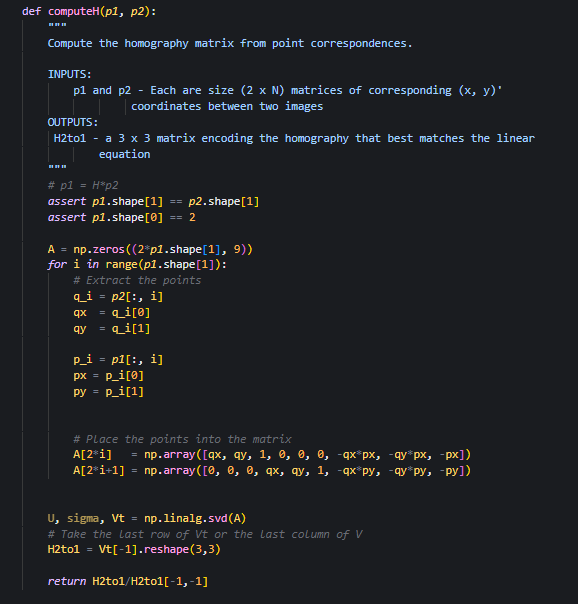 def computeH(p1, p2):
    """
    Compute the homography matrix from point correspondences.

    INPUTS:
        p1 and p2 - Each are size (2 x N) matrices of corresponding (x, y)'
                 coordinates between two images
    OUTPUTS:
     H2to1 - a 3 x 3 matrix encoding the homography that best matches the linear
            equation
    """
    # p1 = H*p2
    assert p1.shape[1] == p2.shape[1]
    assert p1.shape[0] == 2

    A = np.zeros((2*p1.shape[1], 9))
    for i in range(p1.shape[1]):
        # Extract the points
        q_i = p2[:, i]
        qx  = q_i[0]
        qy  = q_i[1]

        p_i = p1[:, i]
        px = p_i[0]
        py = p_i[1]


        # Place the points into the matrix
        A[2*i]   = np.array([qx, qy, 1, 0, 0, 0, -qx*px, -qy*px, -px])
        A[2*i+1] = np.array([0, 0, 0, qx, qy, 1, -qx*py, -qy*py, -py])


    U, sigma, Vt = np.linalg.svd(A)
    # Take the last row of Vt or the last column of V
    H2to1 = Vt[-1].reshape(3,3)

    return H2to1/H2to1[-1,-1]